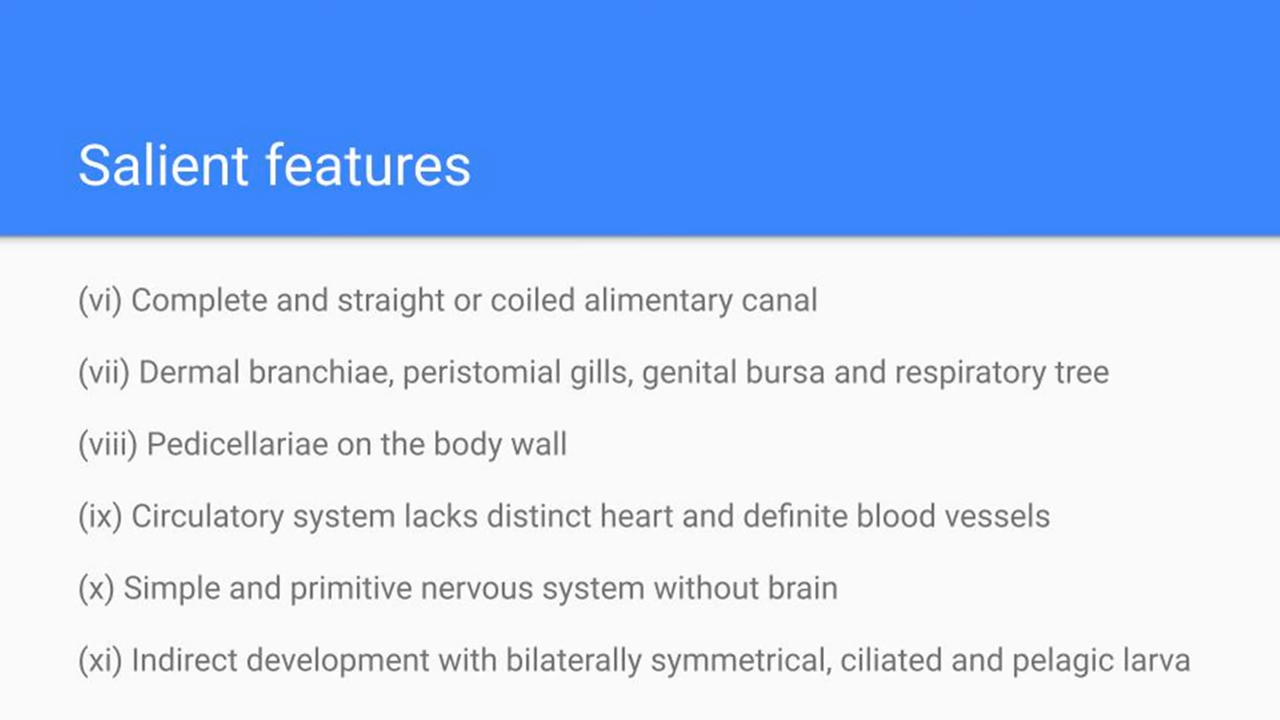 Salient features
(vi) Complete and straight or coiled alimentary canal
(vii) Dermal branchiae, peristomial gills, genital bursa and respiratory tree
(viii) Pedicellariae on the body wall
(ix) Circulatory system lacks distinct heart and definite blood vessels
(x) Simple and primitive nervous system without brain
(xi) Indirect development with bilaterally symmetrical, ciliated and pelagic larva